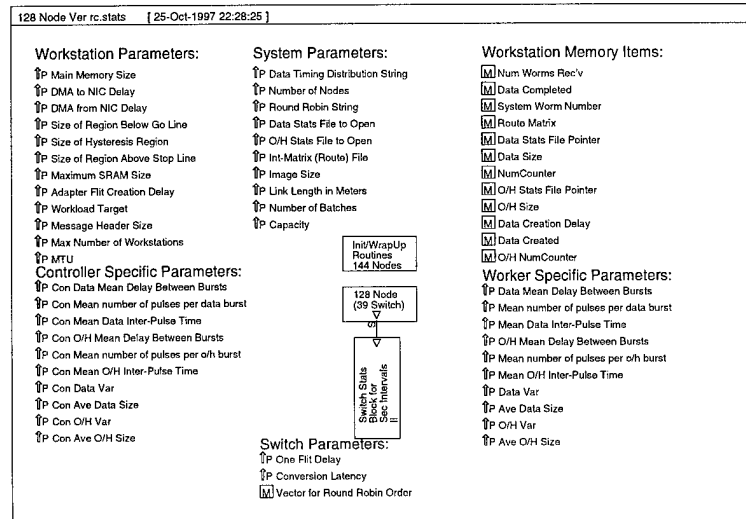 128 Node Ver rc.stats [ 25-Oct-1997 22:28:25 ]
Workstation Parameters:
⇑P Main Memory Size
⇑P DMA to NIC Delay
⇑P DMA from NIC Delay
⇑P Size of Region Below Go Line
⇑P Size of Hysteresis Region
⇑P Size of Region Above Stop Line
⇑P Maximum SRAM Size
⇑P Adapter Flit Creation Delay
⇑P Workload Target
⇑P Message Header Size
⇑P Max Number of Workstations
⇑P MTU
Controller Specific Parameters:
⇑P Con Data Mean Delay Between Bursts
⇑P Con Mean number of pulses per data burst
⇑P Con Mean Data Inter-Pulse Time
⇑P Con O/H Mean Delay Between Bursts
⇑P Con Mean number of pulses per o/h burst
⇑P Con Mean O/H Inter-Pulse Time
⇑P Con Data Var
⇑P Con Ave Data Size
⇑P Con O/H Var
⇑P Con Ave O/H Size
System Parameters:
⇑P Data Timing Distribution String
⇑P Number of Nodes
⇑P Round Robin String
⇑P Data Stats File to Open
⇑P O/H Stats File to Open
⇑P Int-Matrix (Route) File
⇑P Image Size
⇑P Link Length in Meters
⇑P Number of Batches
⇑P Capacity
Init/WrapUp
Routines
144 Nodes
128 Node
(39 Switch)
S
Switch Stats
Block for
Sec Intervals
Switch Parameters:
⇑P One Flit Delay
⇑P Conversion Latency
M Vector for Round Robin Order
Workstation Memory Items:
M Num Worms Rec'v
M Data Completed
M System Worm Number
M Route Matrix
M Data Stats File Pointer
M Data Size
M NumCounter
M O/H Stats File Pointer
M O/H Size
M Data Creation Delay
M Data Created
M O/H NumCounter
Worker Specific Parameters:
⇑P Data Mean Delay Between Bursts
⇑P Mean number of pulses per data burst
⇑P Mean Data Inter-Pulse Time
⇑P O/H Mean Delay Between Bursts
⇑P Mean number of pulses per o/h burst
⇑P Mean O/H Inter-Pulse Time
⇑P Data Var
⇑P Ave Data Size
⇑P O/H Var
⇑P Ave O/H Size